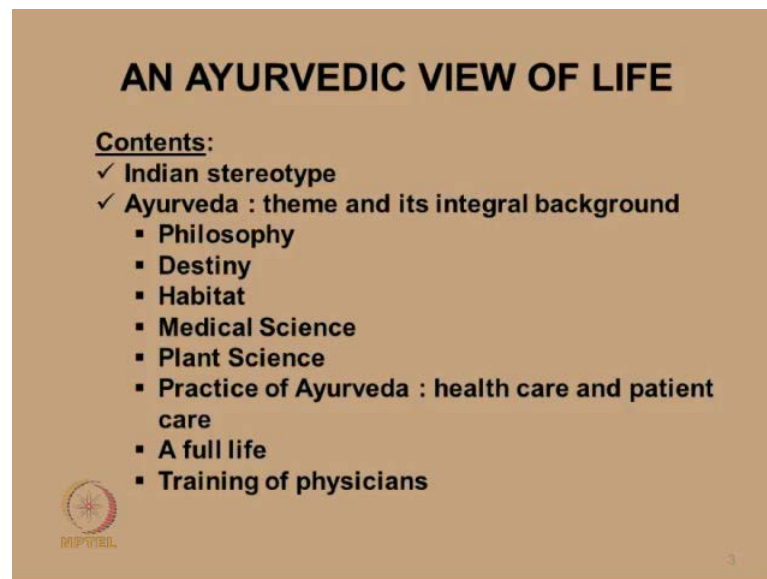 AN AYURVEDIC VIEW OF LIFE
Contents:
✓ Indian stereotype
✓ Ayurveda : theme and its integral background
▪ Philosophy
▪ Destiny
▪ Habitat
▪ Medical Science
▪ Plant Science
▪ Practice of Ayurveda : health care and patient
care
▪ A full life
▪ Training of physicians
NPTEL
3